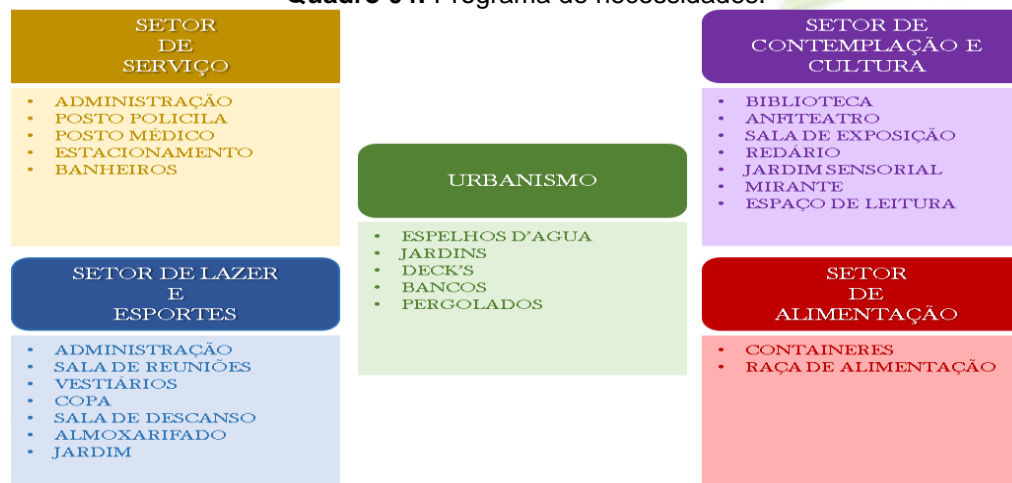 Programa de necessidades.
SETOR
DE
SERVIÇO
• ADMINISTRAÇÃO
• POSTO POLICILA
• POSTO MÉDICO
• ESTACIONAMENTO
• BANHEIROS
SETOR DE LAZER
E
ESPORTES
• ADMINISTRAÇÃO
• SALA DE REUNIÕES
• VESTIÁRIOS
• COPA
• SALA DE DESCANSO
• ALMOXARIFADO
• JARDIM
URBANISMO
• ESPELHOS D'AGUA
• JARDINS
• DECK'S
• BANCOS
• PERGOLADOS
SETOR DE
CONTEMPLAÇÃO E
CULTURA
• BIBLIOTECA
• ANFITEATRO
• SALA DE EXPOSIÇÃO
• REDÁRIO
• JARDIM SENSORIAL
• MIRANTE
• ESPAÇO DE LEITURA
SETOR
DE
ALIMENTAÇÃO
• CONTAINERES
• RAÇA DE ALIMENTAÇÃO